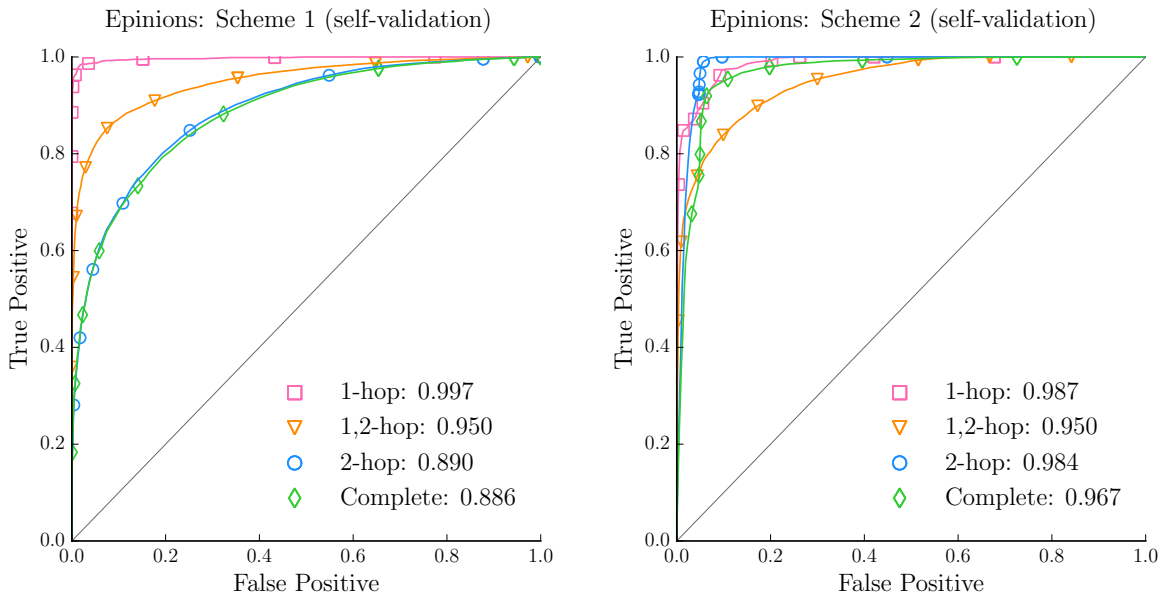 Epinions: Scheme 1 (self-validation)
True Positive
1.0
0.8
0.6
0.4
0.2
0.0
1-hop: 0.997
1,2-hop: 0.950
2-hop: 0.890
Complete: 0.886
0.0 0.2 0.4 0.6 0.8 1.0
False Positive
Epinions: Scheme 2 (self-validation)
True Positive
1.0
0.8
0.6
0.4
0.2
0.0
1-hop: 0.987
1,2-hop: 0.950
2-hop: 0.984
Complete: 0.967
0.0 0.2 0.4 0.6 0.8 1.0
False Positive